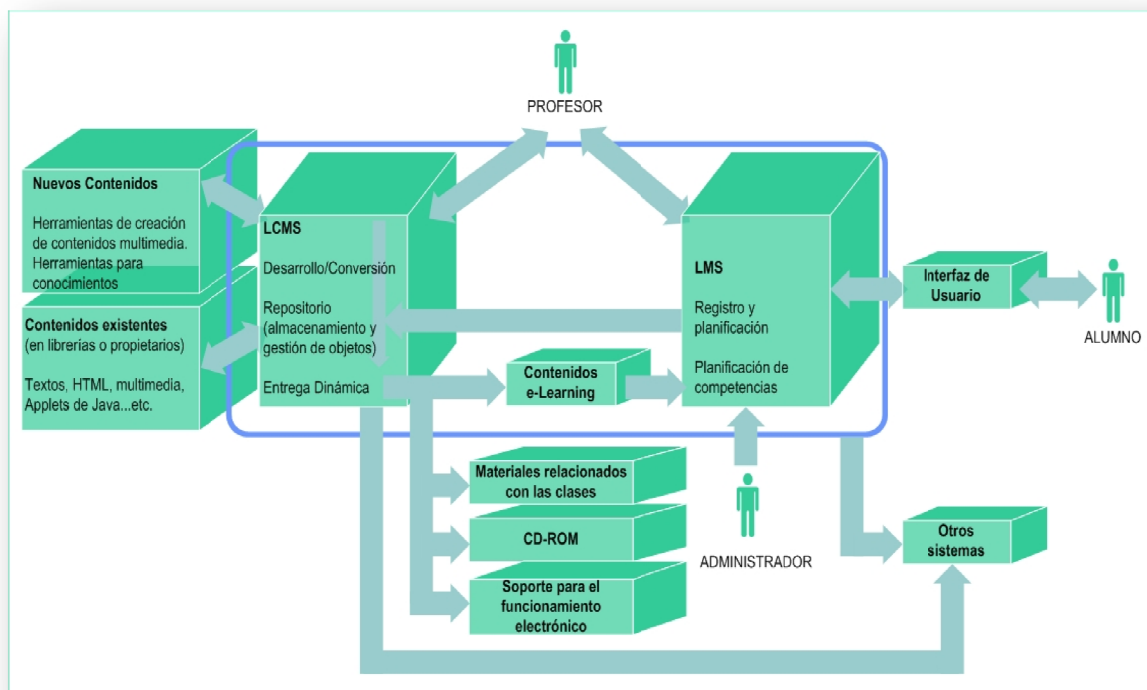 PROFESOR
Nuevos Contenidos
Herramientas de creación
de contenidos multimedia.
Herramientas para
conocimientos
Contenidos existentes
(en librerías o propietarios)
Textos, HTML, multimedia,
Applets de Java...etc.
LCMS
Desarrollo/Conversión
Repositorio
(almacenamiento y
gestión de objetos)
Entrega Dinámica
Contenidos
e-Learning
LMS
Registro y
planificación
Planificación de
competencias
Interfaz de
Usuario
ALUMNO
Materiales relacionados
con las clases
CD-ROM
Soporte para el
funcionamiento
electrónico
ADMINISTRADOR
Otros
sistemas